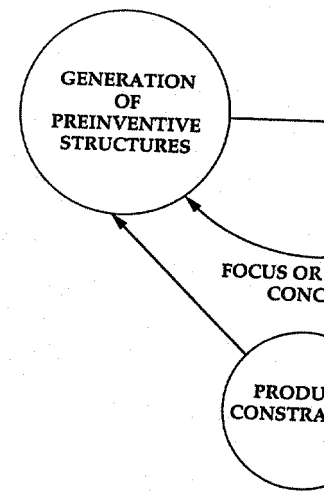 GENERATION
OF
PREINVENTIVE
STRUCTURES
FOCUS OR
CONC
PRODU
CONSTRA